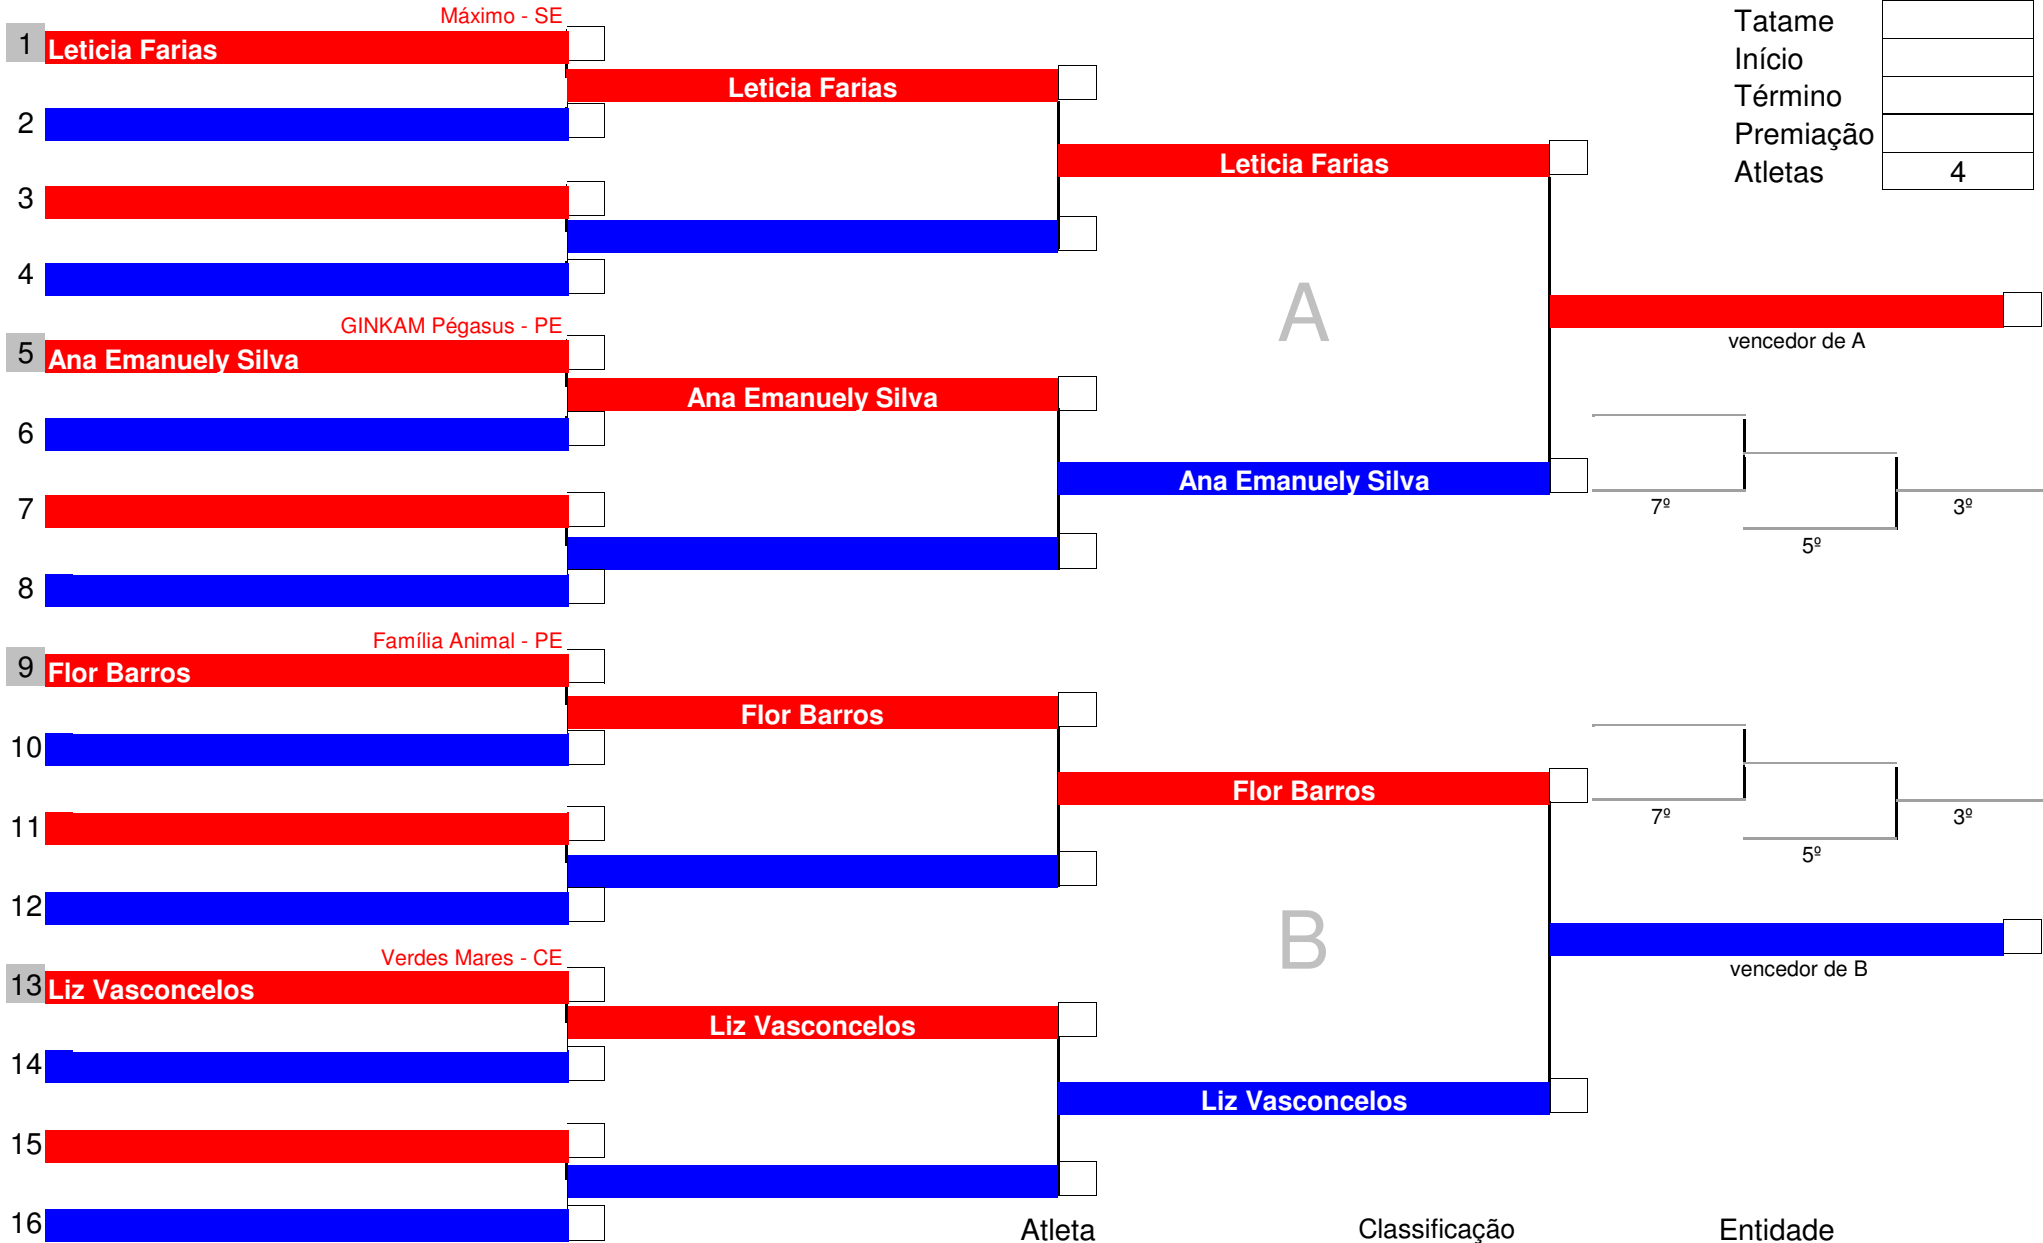 Máximo - SE
1 Leticia Farias
Leticia Farias
2
Leticia Farias
3
4
GINKAM Pégasus - PE
5 Ana Emanuely Silva
Ana Emanuely Silva
6
Ana Emanuely Silva
7
8
A
vencedor de A
7º
5º
3º
Família Animal - PE
9 Flor Barros
Flor Barros
10
Flor Barros
11
12
Verdes Mares - CE
13 Liz Vasconcelos
Liz Vasconcelos
14
Liz Vasconcelos
15
16
B
7º
5º
3º
vencedor de B
Tatame
Início
Término
Premiação
Atletas 4
Atleta Classificação Entidade